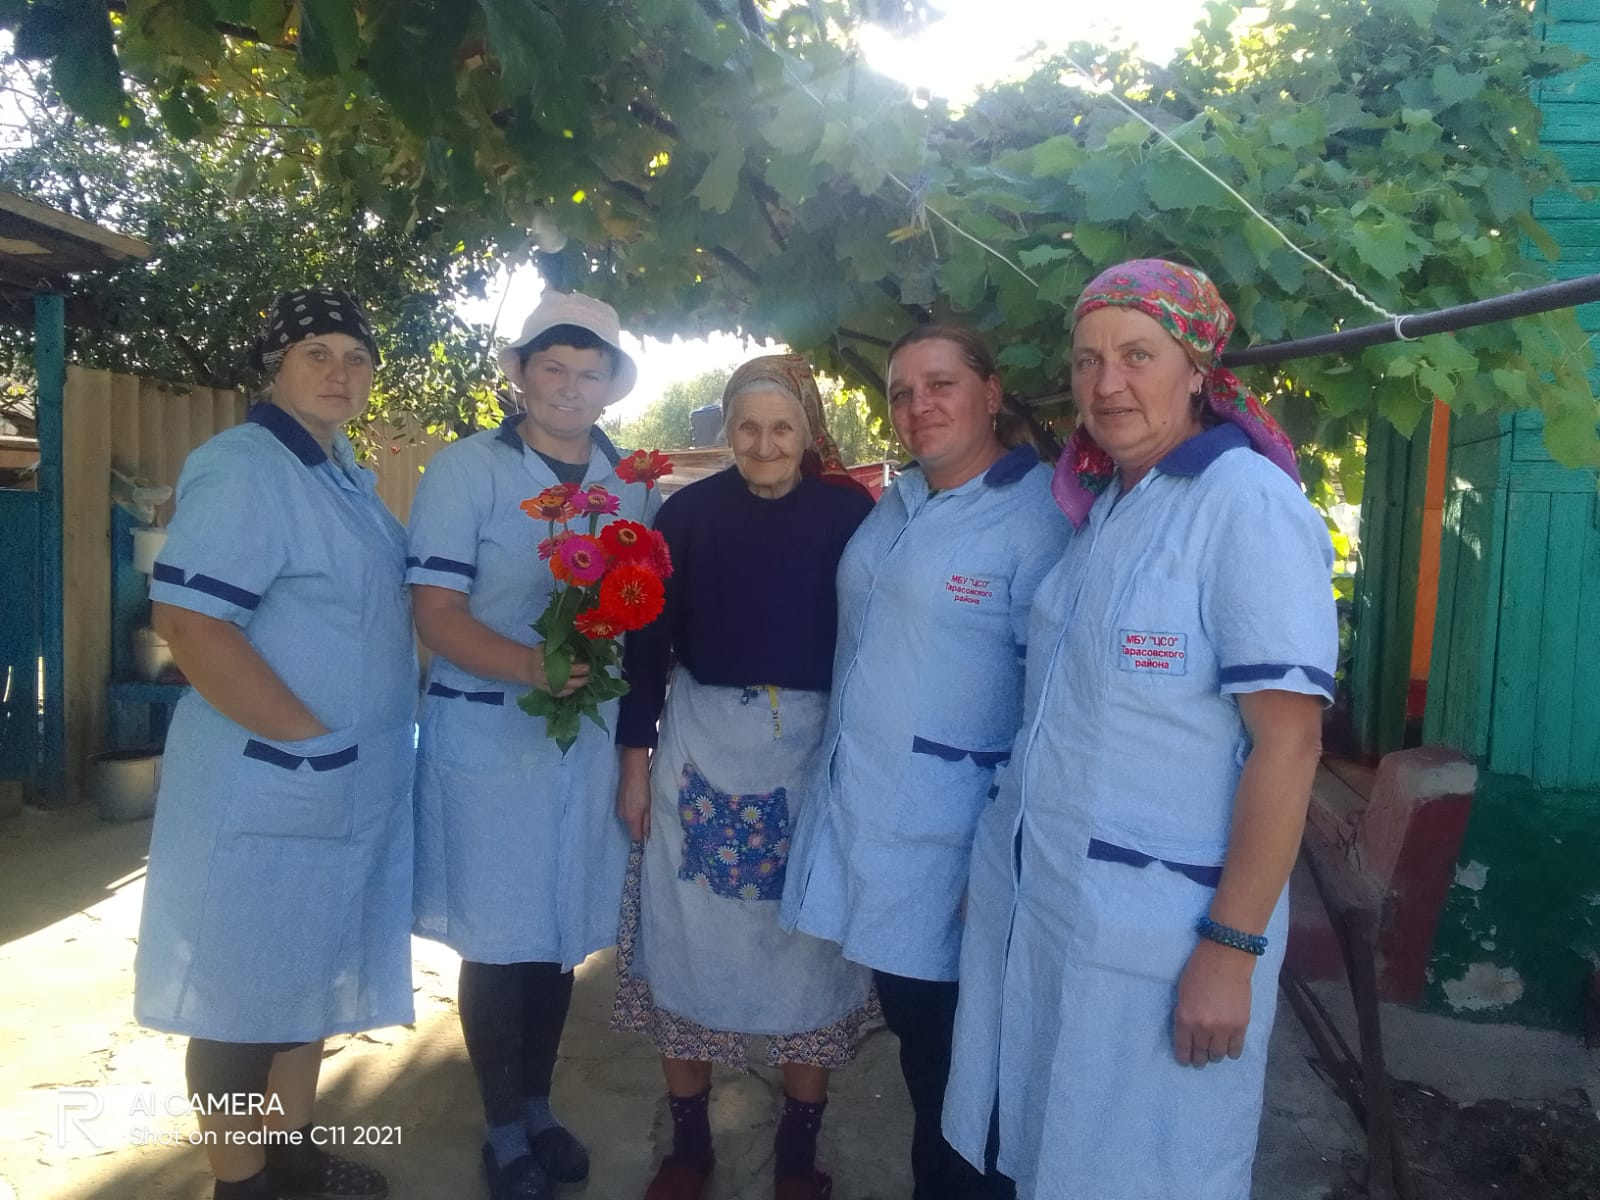 МБУ "ЦСО"
Тарасовского
района
МБУ "ЦСО"
Тарасовского
района
R
AI CAMERA
Shot on realme C11 2021